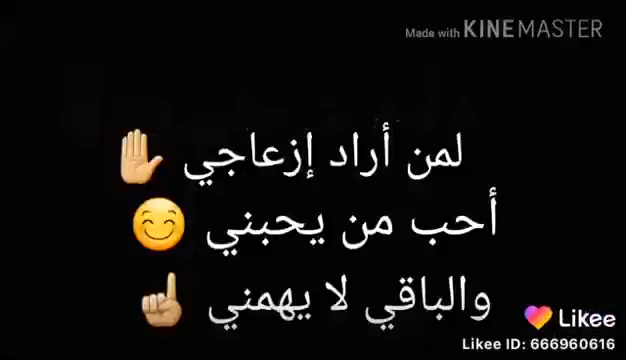 Made with KINEMASTER
لمن أراد إزعاجي ✋
أحب من يحبني 😊
والباقي لا يهمني ☝
Likee
Likee ID: 666960616